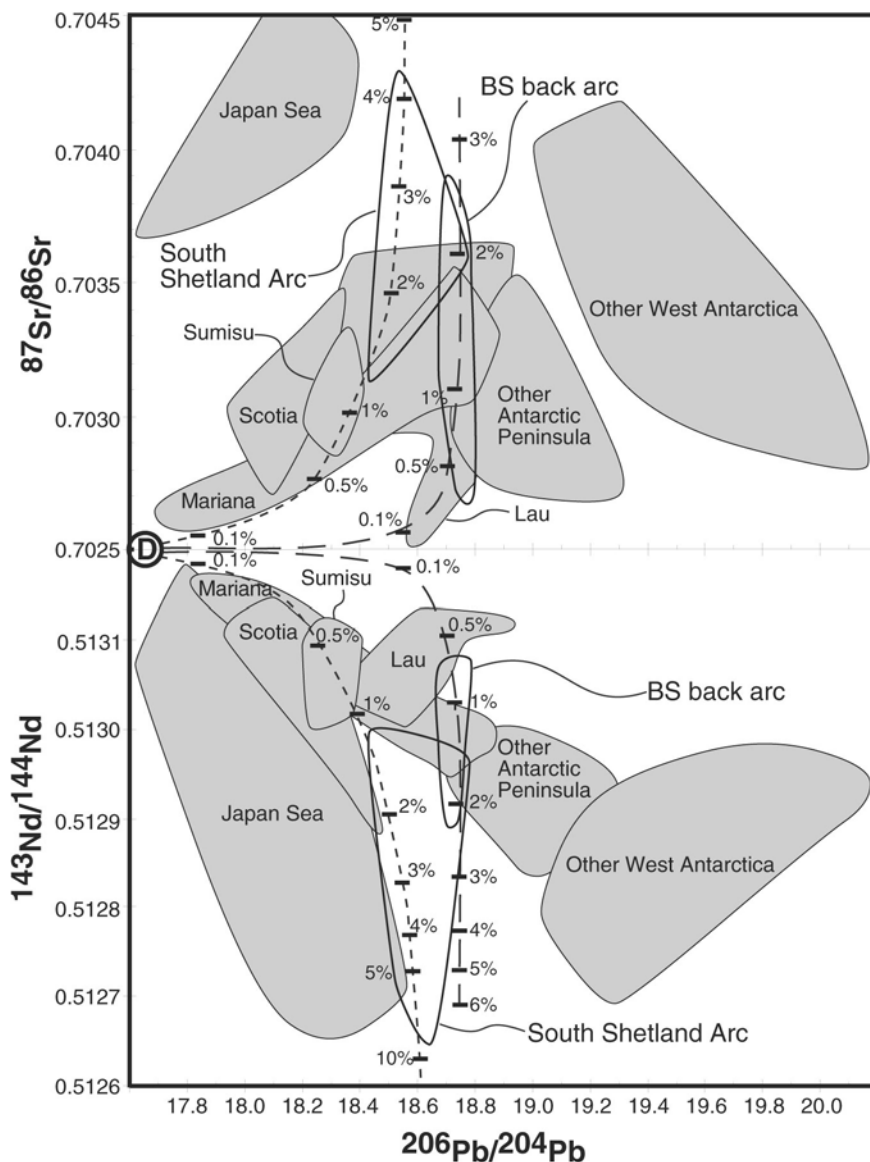 0.7045
5%
Japan Sea
4%
BS back arc
0.7040
3%
3%
87Sr/86Sr
South
Shetland Arc
2%
2%
0.7035
Other West Antarctica
Sumisu
1%
Other
Antarctic
Peninsula
1%
0.7030
Scotia
0.5%
0.5%
Mariana
Lau
0.1%
0.1%
0.7025
D
0.1%
0.1%
Sumisu
Mariana
Scotia
0.5%
0.5%
0.5131
Lau
BS back arc
1%
1%
0.5130
Other
Antarctic
Peninsula
143Nd/144Nd
2%
2%
0.5129
Japan Sea
3%
3%
Other West Antarctica
0.5128
4%
4%
5%
5%
0.5127
6%
South Shetland Arc
10%
0.5126
17.8 18.0 18.2 18.4 18.6 18.8 19.0 19.2 19.4 19.6 19.8 20.0
206Pb/204Pb